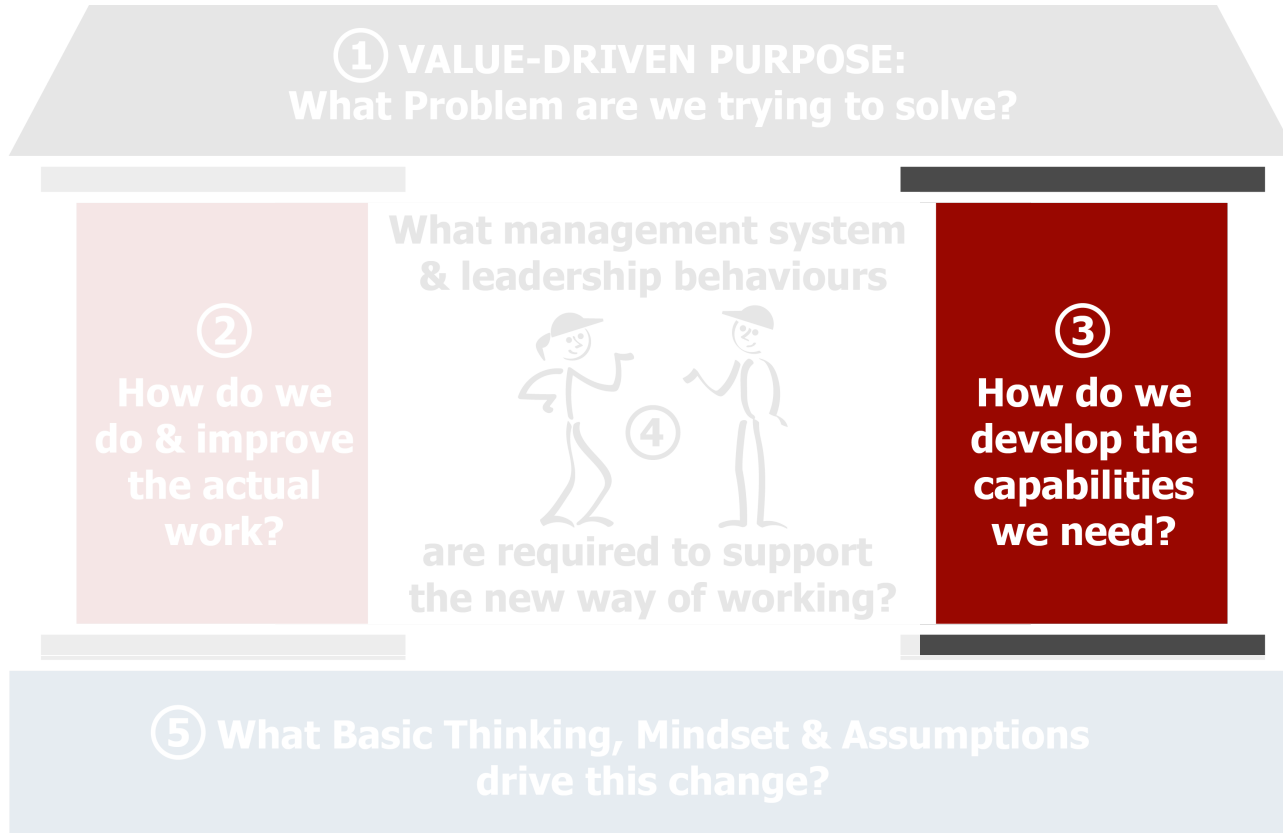 ① VALUE-DRIVEN PURPOSE:
What Problem are we trying to solve?
② 
How do we
do & improve
the actual
work?
What management system
& leadership behaviours
④
are required to support
the new way of working?
③
How do we
develop the
capabilities
we need?
⑤ What Basic Thinking, Mindset & Assumptions
drive this change?